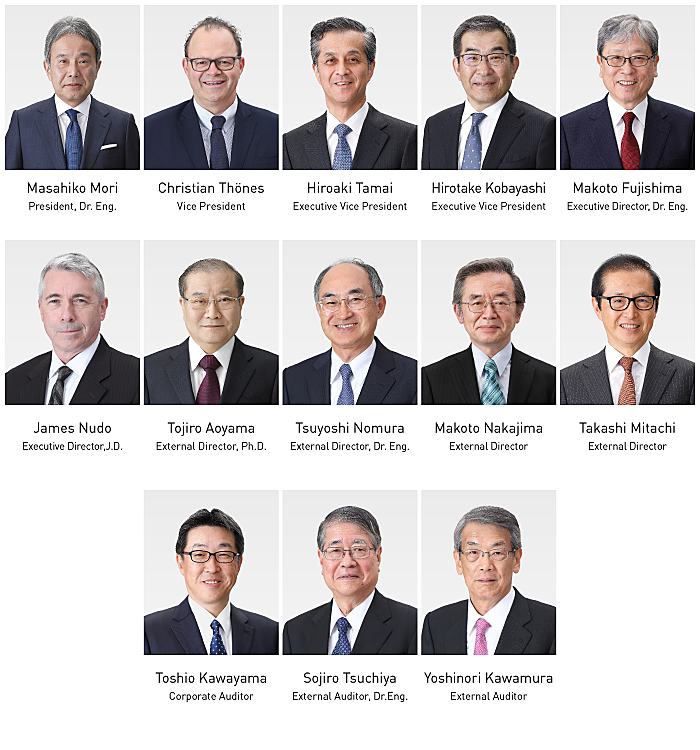 Masahiko Mori
President, Dr. Eng.
Christian Thönes
Vice President
Hiroaki Tamai
Executive Vice President
Hirotake Kobayashi
Executive Vice President
Makoto Fujishima
Executive Director, Dr. Eng.
James Nudo
Executive Director,J.D.
Tojiro Aoyama
External Director, Ph.D.
Tsuyoshi Nomura
External Director, Dr. Eng.
Makoto Nakajima
External Director
Takashi Mitachi
External Director
Toshio Kawayama
Corporate Auditor
Sojiro Tsuchiya
External Auditor, Dr.Eng.
Yoshinori Kawamura
External Auditor